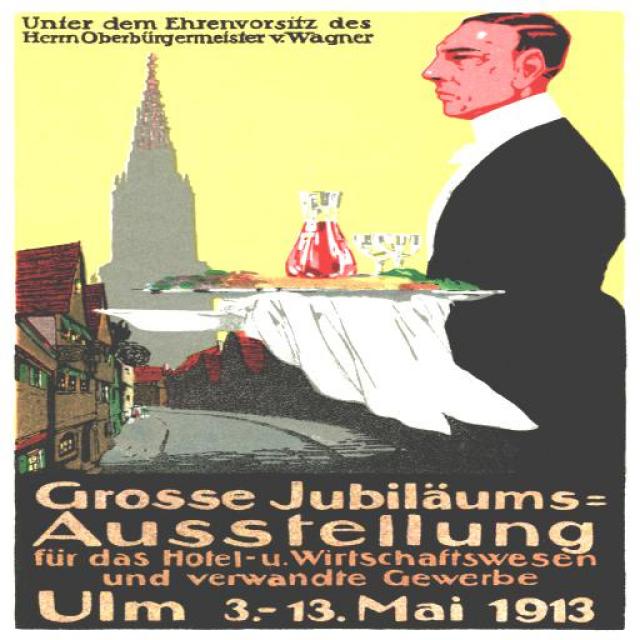 Unter dem Ehrenvorsitz des
Herrn Oberbürgermeister v. Wagner
Grosse Jubiläums=
Ausstellung
für das Hotel- u. Wirtschaftswesen
und verwandte Gewerbe
Ulm 3.-13. Mai 1913